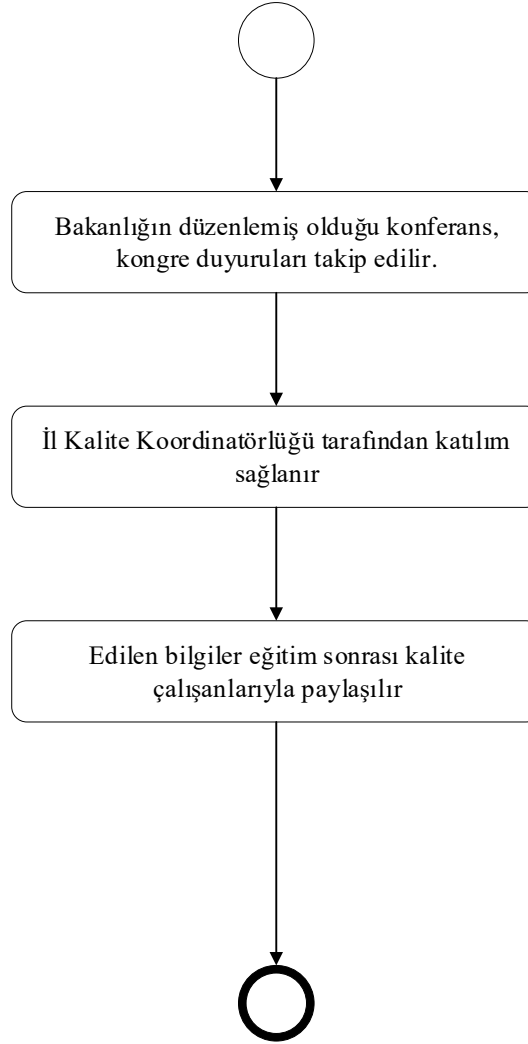 Bakanlığın düzenlemiş olduğu konferans,
kongre duyuruları takip edilir.
İl Kalite Koordinatörlüğü tarafından katılım
sağlanır
Edilen bilgiler eğitim sonrası kalite
çalışanlarıyla paylaşılır